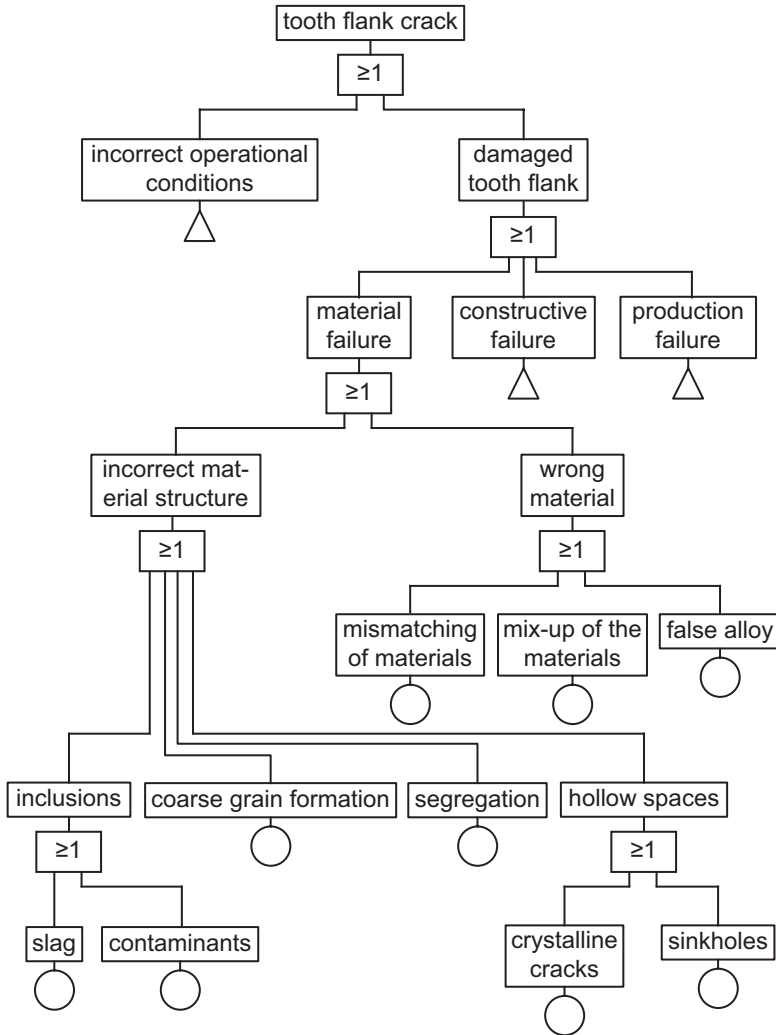 tooth flank crack
≥1
incorrect operational
conditions
damaged
tooth flank
≥1
material
failure
constructive
failure
production
failure
≥1
incorrect mat-
erial structure
wrong
material
≥1
≥1
mismatching
of materials
mix-up of the
materials
false alloy
inclusions
coarse grain formation
segregation
hollow spaces
≥1
≥1
slag
contaminants
crystalline
cracks
sinkholes